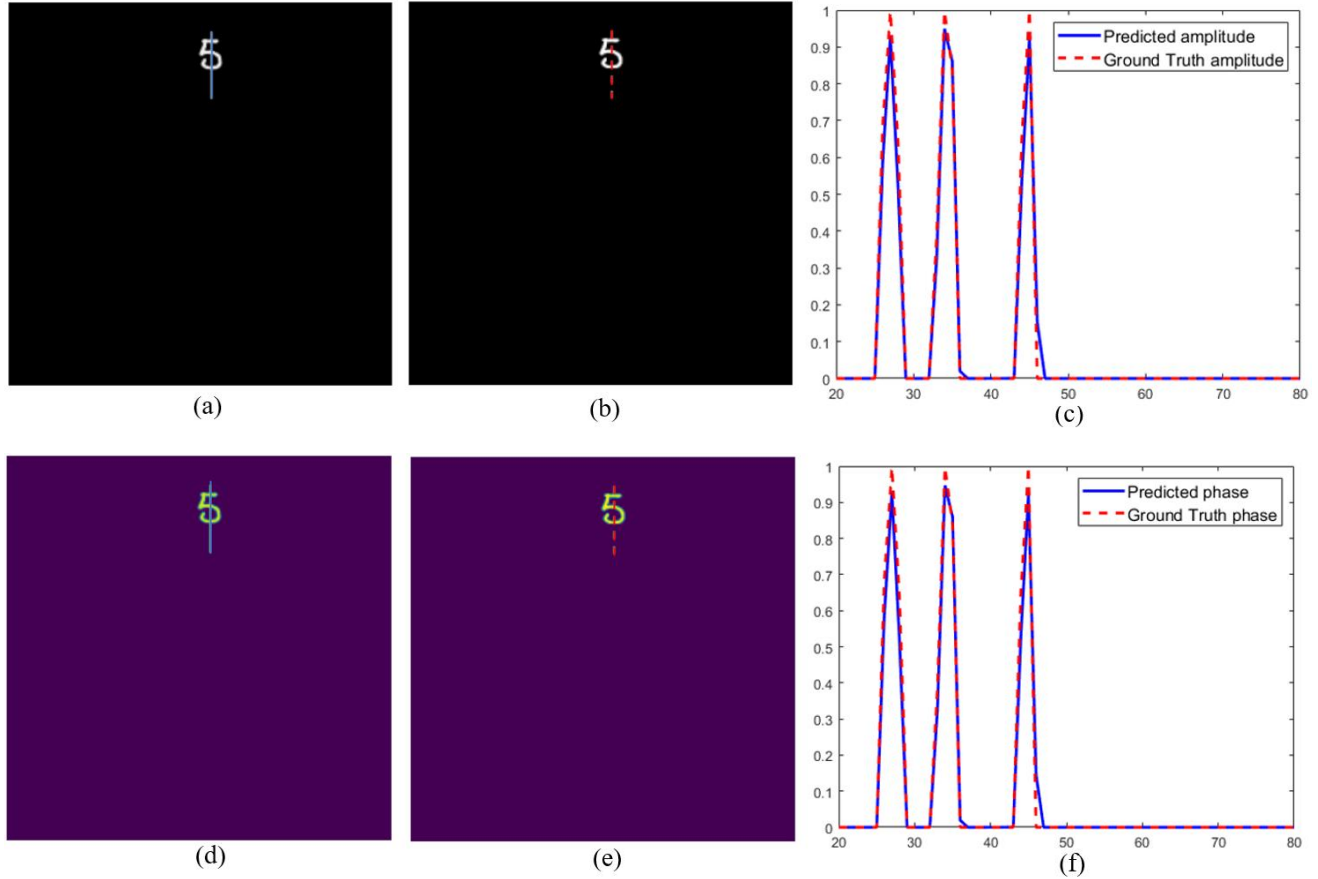 5
(a)
5
(b)
1
0.9
0.8
0.7
0.6
0.5
0.4
0.3
0.2
0.1
0
20 30 40 50 60 70 80
Predicted amplitude
Ground Truth amplitude
(c)
5
(d)
5
(e)
1
0.9
0.8
0.7
0.6
0.5
0.4
0.3
0.2
0.1
0
20 30 40 50 60 70 80
Predicted phase
Ground Truth phase
(f)